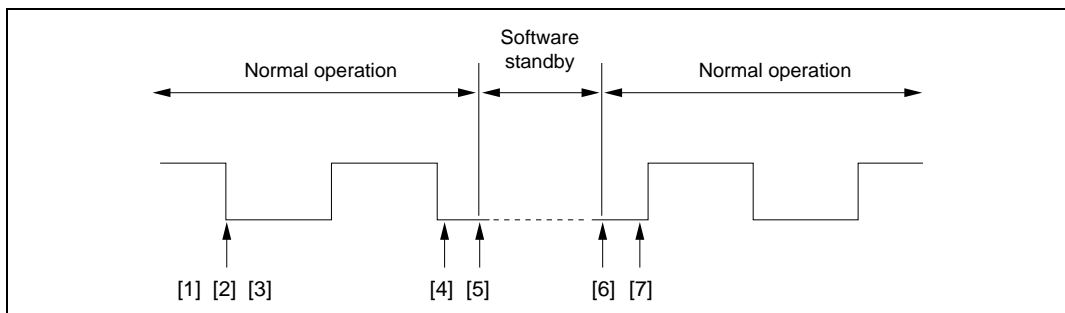 Software
standby
Normal operation
Normal operation
[1] [2] [3]
[4] [5]
[6] [7]